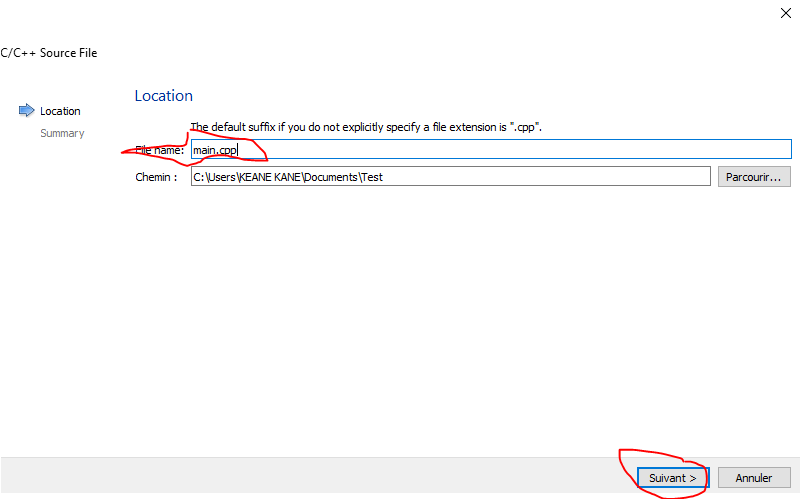 C/C++ Source File
Location
Location
Summary
The default suffix if you do not explicitly specify a file extension is ".cpp".
File name: main.cpp
Chemin : C:\Users\KEANE KANE\Documents\Test Parcourir...
Suivant > Annuler